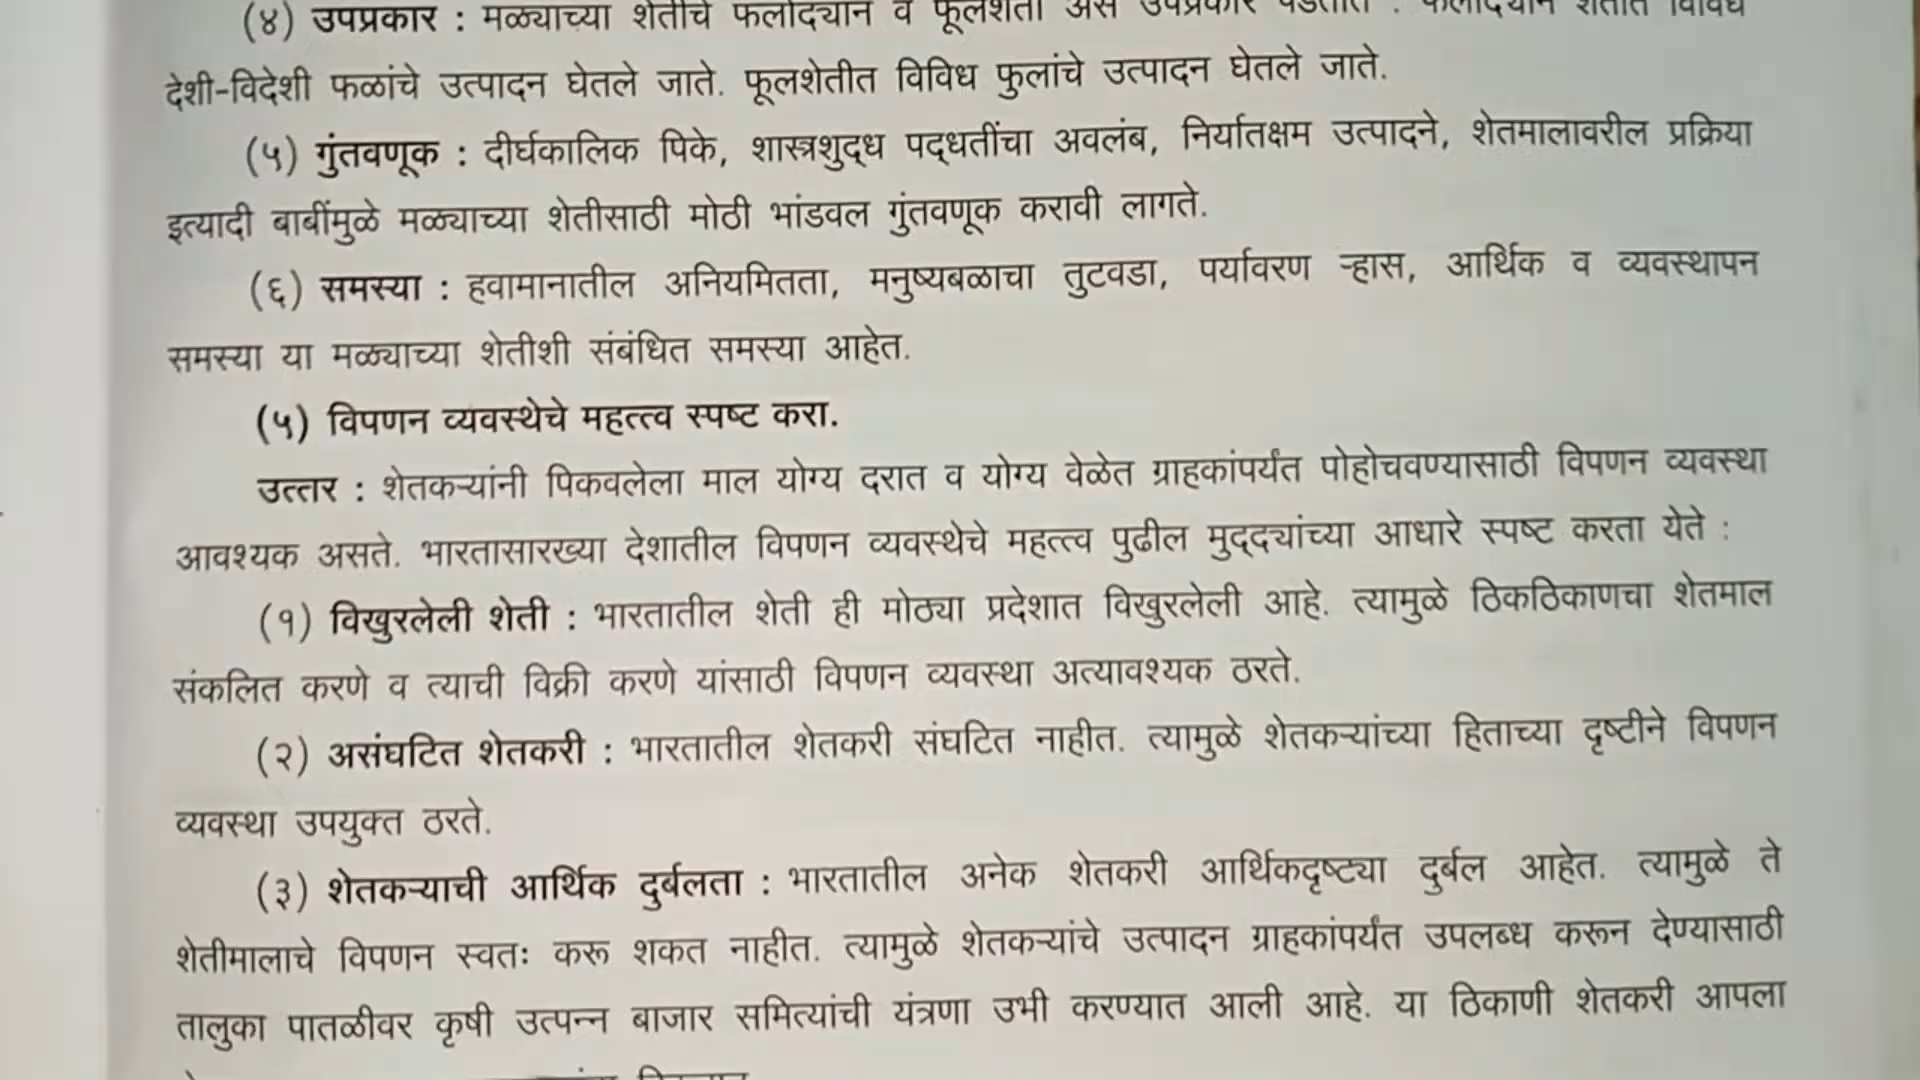 (४) उपप्रकार : मळ्याच्या शेतीचे फलोद्यान व फूलशेती असे उपप्रकार पडतात . फलोद्यान शेतीत विविध
देशी-विदेशी फळांचे उत्पादन घेतले जाते. फूलशेतीत विविध फुलांचे उत्पादन घेतले जाते.
(५) गुंतवणूक : दीर्घकालिक पिके, शास्त्रशुद्ध पद्धतींचा अवलंब, निर्यातक्षम उत्पादने, शेतमालावरील प्रक्रिया
इत्यादी बाबींमुळे मळ्याच्या शेतीसाठी मोठी भांडवल गुंतवणूक करावी लागते.
(६) समस्या : हवामानातील अनियमितता, मनुष्यबळाचा तुटवडा, पर्यावरण ऱ्हास, आर्थिक व व्यवस्थापन
समस्या या मळ्याच्या शेतीशी संबंधित समस्या आहेत.
(५) विपणन व्यवस्थेचे महत्त्व स्पष्ट करा.
उत्तर : शेतकऱ्यांनी पिकवलेला माल योग्य दरात व योग्य वेळेत ग्राहकांपर्यंत पोहोचवण्यासाठी विपणन व्यवस्था
आवश्यक असते. भारतासारख्या देशातील विपणन व्यवस्थेचे महत्त्व पुढील मुद्द्यांच्या आधारे स्पष्ट करता येते :
(१) विखुरलेली शेती : भारतातील शेती ही मोठ्या प्रदेशात विखुरलेली आहे. त्यामुळे ठिकठिकाणचा शेतमाल
संकलित करणे व त्याची विक्री करणे यांसाठी विपणन व्यवस्था अत्यावश्यक ठरते.
(२) असंघटित शेतकरी : भारतातील शेतकरी संघटित नाहीत. त्यामुळे शेतकऱ्यांच्या हिताच्या दृष्टीने विपणन
व्यवस्था उपयुक्त ठरते.
(३) शेतकऱ्याची आर्थिक दुर्बलता : भारतातील अनेक शेतकरी आर्थिकदृष्ट्या दुर्बल आहेत. त्यामुळे ते
शेतीमालाचे विपणन स्वतः करू शकत नाहीत. त्यामुळे शेतकऱ्यांचे उत्पादन ग्राहकांपर्यंत उपलब्ध करून देण्यासाठी
तालुका पातळीवर कृषी उत्पन्न बाजार समित्यांची यंत्रणा उभी करण्यात आली आहे. या ठिकाणी शेतकरी आपला